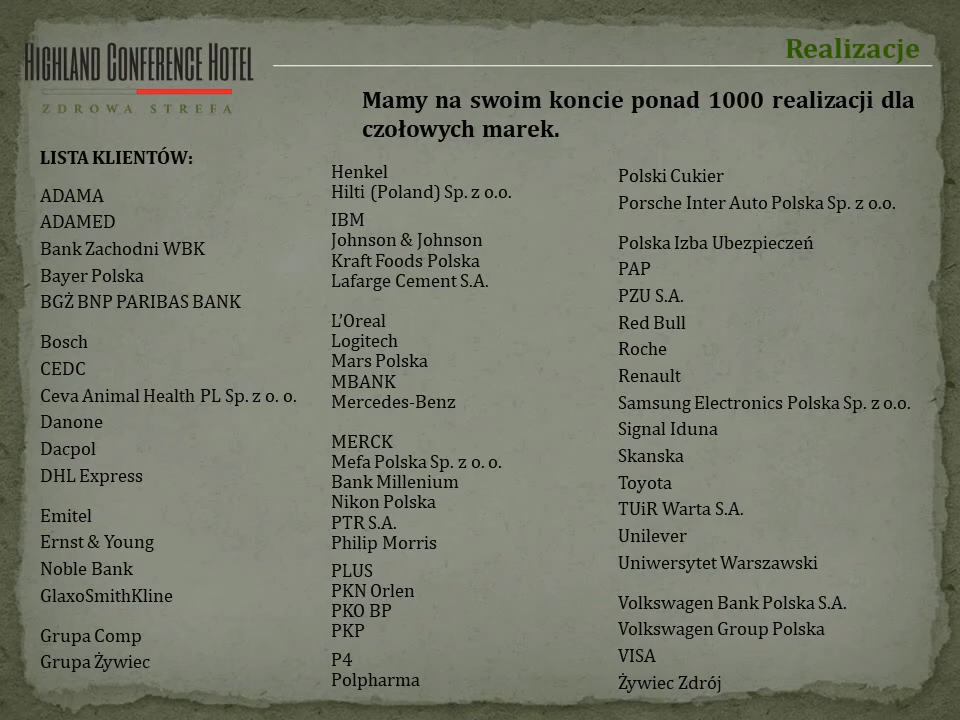 HIGHLAND CONFERENCE HOTEL
ZDROWA STREFA
Realizacje
Mamy na swoim koncie ponad 1000 realizacji dla
czołowych marek.
LISTA KLIENTÓW:
ADAMA
ADAMED
Bank Zachodni WBK
Bayer Polska
BGŻ BNP PARIBAS BANK
Bosch
CEDC
Ceva Animal Health PL Sp. z o. o.
Danone
Dacpol
DHL Express
Emitel
Ernst & Young
Noble Bank
GlaxoSmithKline
Grupa Comp
Grupa Żywiec
Henkel
Hilti (Poland) Sp. z o.o.
IBM
Johnson & Johnson
Kraft Foods Polska
Lafarge Cement S.A.
L’Oreal
Logitech
Mars Polska
MBANK
Mercedes-Benz
MERCK
Mefa Polska Sp. z o. o.
Bank Millenium
Nikon Polska
PTR S.A.
Philip Morris
PLUS
PKN Orlen
PKO BP
PKP
P4
Polpharma
Polski Cukier
Porsche Inter Auto Polska Sp. z o.o.
Polska Izba Ubezpieczeń
PAP
PZU S.A.
Red Bull
Roche
Renault
Samsung Electronics Polska Sp. z o.o.
Signal Iduna
Skanska
Toyota
TUiR Warta S.A.
Unilever
Uniwersytet Warszawski
Volkswagen Bank Polska S.A.
Volkswagen Group Polska
VISA
Żywiec Zdrój